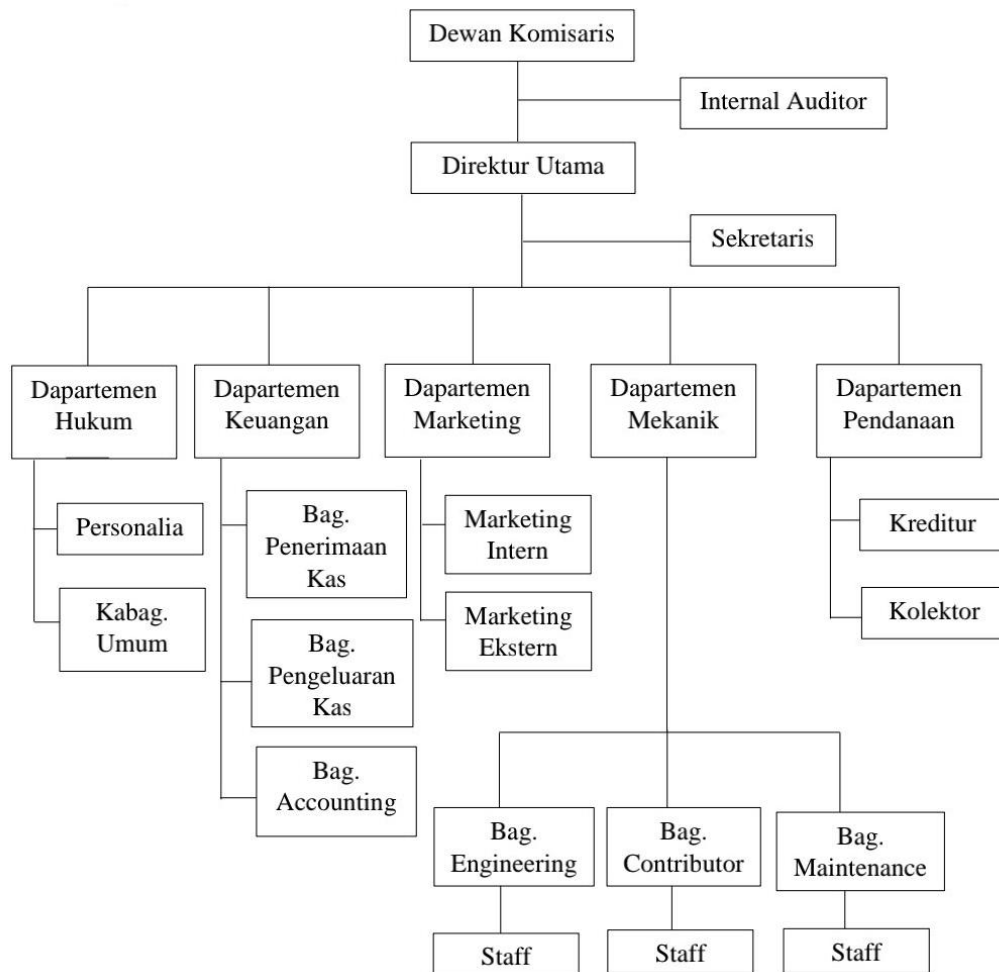 Dewan Komisaris
Internal Auditor
Direktur Utama
Sekretaris
Dapartemen
Hukum
Dapartemen
Keuangan
Dapartemen
Marketing
Dapartemen
Mekanik
Dapartemen
Pendanaan
Personalia
Kabag.
Umum
Bag.
Penerimaan
Kas
Bag.
Pengeluaran
Kas
Bag.
Accounting
Marketing
Intern
Marketing
Ekstern
Kreditur
Kolektor
Bag.
Engineering
Bag.
Contributor
Bag.
Maintenance
Staff
Staff
Staff